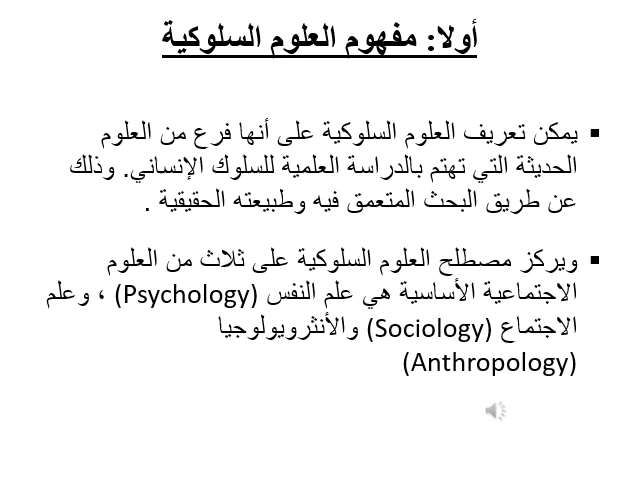 أولا: مفهوم العلوم السلوكية
▪ يمكن تعريف العلوم السلوكية على أنها فرع من العلوم
الحديثة التي تهتم بالدراسة العلمية للسلوك الإنساني. وذلك
عن طريق البحث المتعمق فيه وطبيعته الحقيقية .
▪ ويركز مصطلح العلوم السلوكية على ثلاث من العلوم
الاجتماعية الأساسية هي علم النفس (Psychology) ، وعلم
الاجتماع (Sociology) والأنثرويولوجيا
(Anthropology)